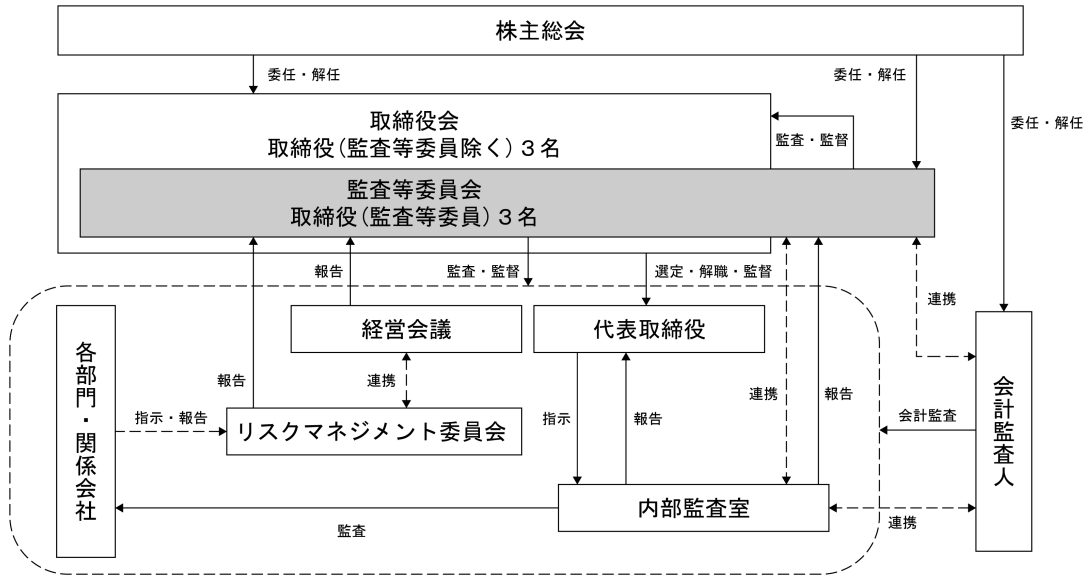 株主総会
委任・解任
委任・解任
委任・解任
取締役会
取締役(監査等委員除く)3名
監査・監督
監査等委員会
取締役(監査等委員)3名
報告
監査・監督
選定・解職・監督
連携
経営会議
代表取締役
各部門・関係会社
報告
連携
連携
報告
指示・報告
リスクマネジメント委員会
指示
報告
会計監査
会計監査人
内部監査室
監査
連携